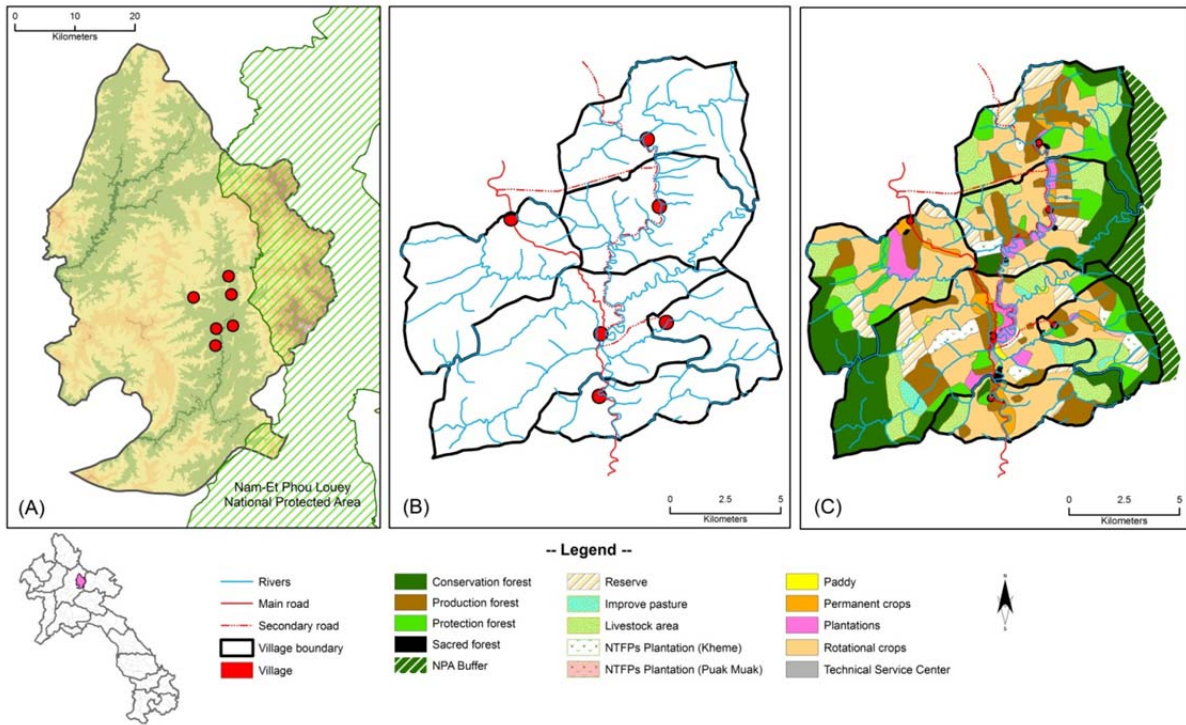 0 10 20
Kilometers
Nam-Et Phou Louey
National Protected Area
(A)
0 2.5 5
Kilometers
(B)
0 2.5 5
Kilometers
(C)
-- Legend --
Rivers
Main road
Secondary road
Village boundary
Village
Conservation forest
Production forest
Protection forest
Sacred forest
NPA Buffer
Reserve
Improve pasture
Livestock area
NTFPs Plantation (Kheme)
NTFPs Plantation (Puak Muak)
Paddy
Permanent crops
Plantations
Rotational crops
Technical Service Center
N